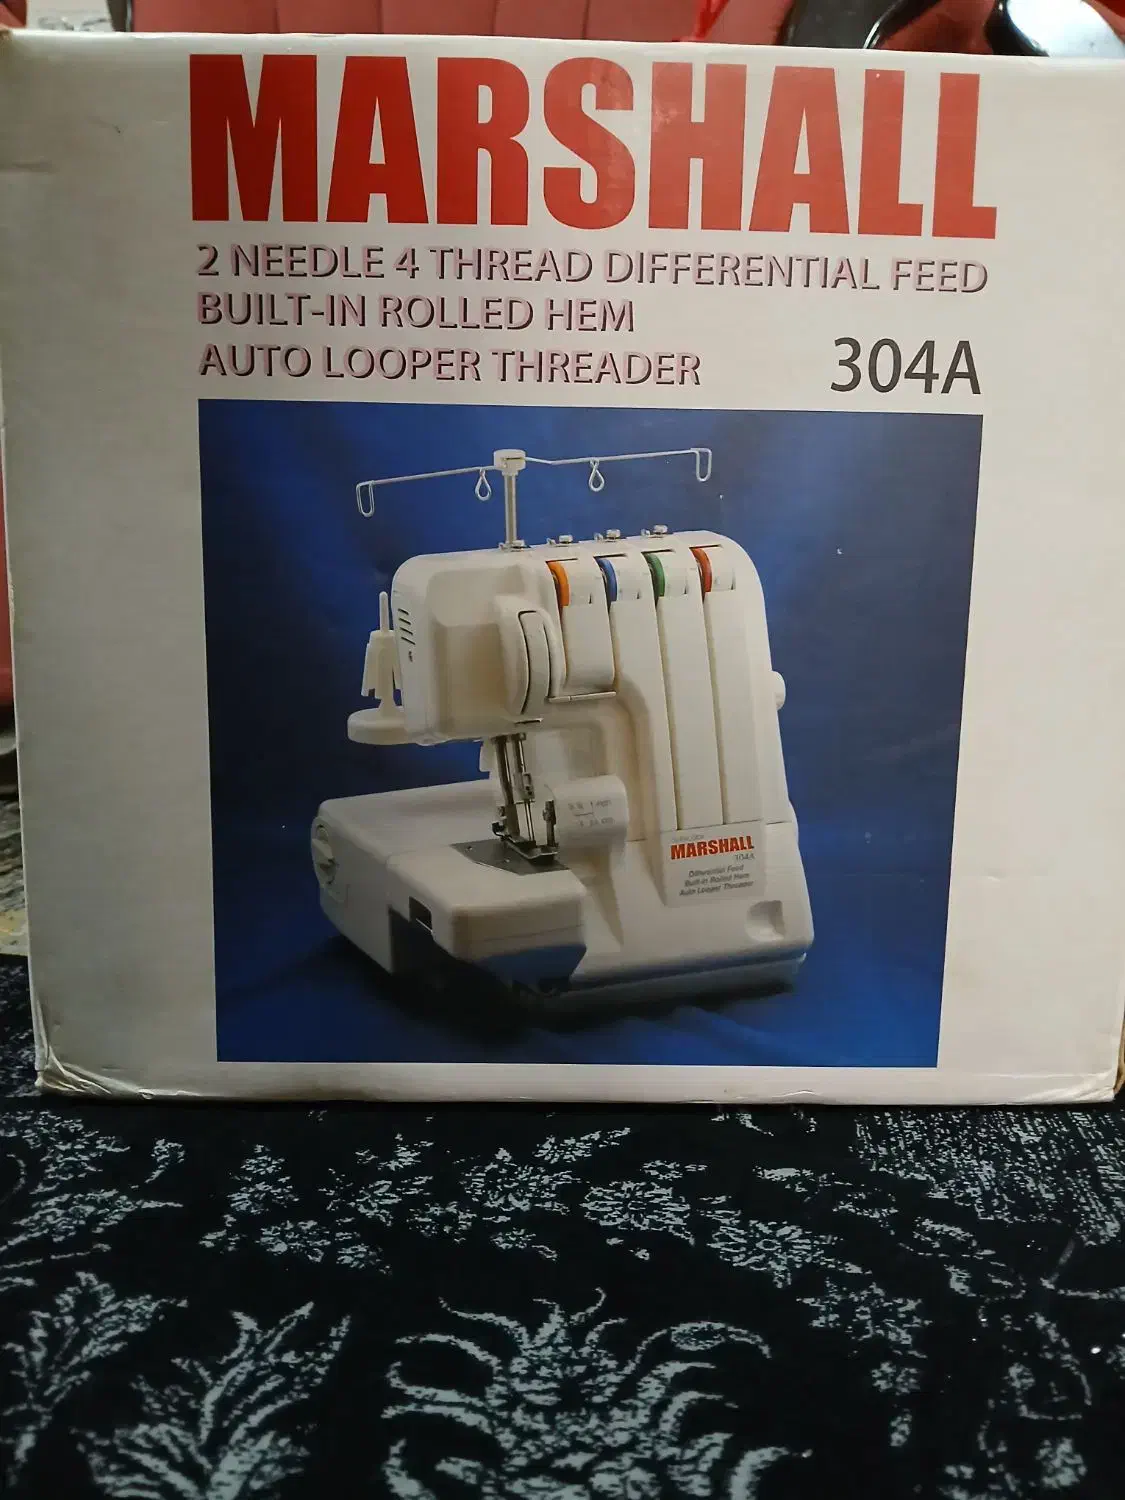 MARSHALL
2 NEEDLE 4 THREAD DIFFERENTIAL FEED
BUILT-IN ROLLED HEM
AUTO LOOPER THREADER
304A
MARSHALL
304A
Differential Feed
Built-in Rolled Hem
Auto Looper Threader